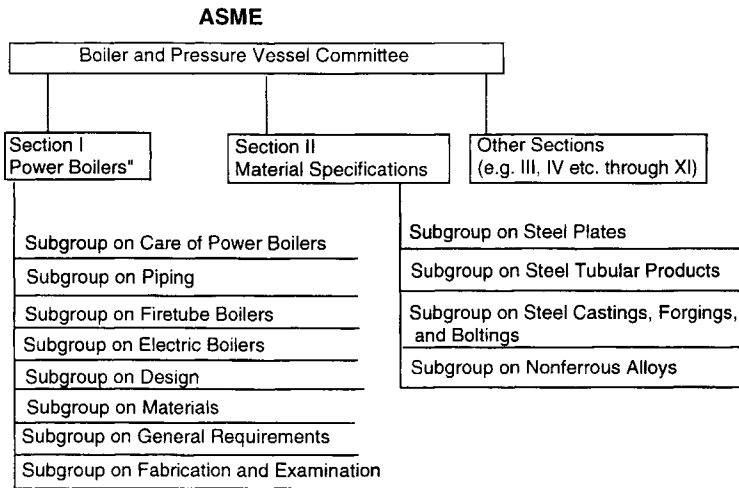 ASME
Boiler and Pressure Vessel Committee
Section I
Power Boilers"
Section II
Material Specifications
Other Sections
(e.g. III, IV etc. through XI)
Subgroup on Care of Power Boilers
Subgroup on Piping
Subgroup on Firetube Boilers
Subgroup on Electric Boilers
Subgroup on Design
Subgroup on Materials
Subgroup on General Requirements
Subgroup on Fabrication and Examination
Subgroup on Steel Plates
Subgroup on Steel Tubular Products
Subgroup on Steel Castings, Forgings,
and Boltings
Subgroup on Nonferrous Alloys